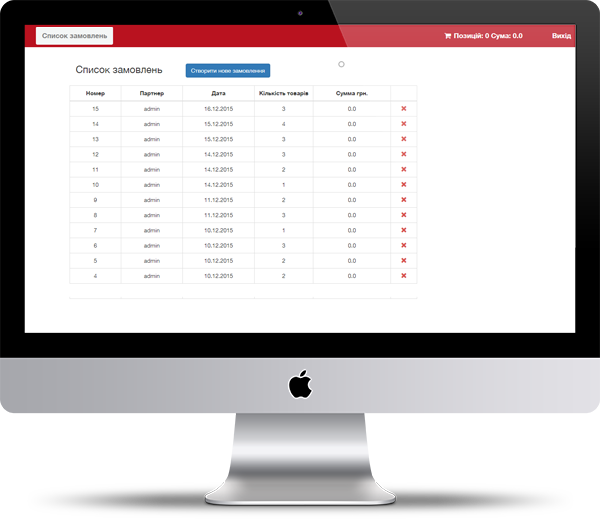 Список замовлень
Позицій: 0 Сума: 0.0
Вихід
Список замовлень
Створити нове замовлення
Номер Партнер Дата Кількість товарів Сумма грн.
15 admin 16.12.2015 3 0.0
14 admin 15.12.2015 4 0.0
13 admin 15.12.2015 3 0.0
12 admin 14.12.2015 3 0.0
11 admin 14.12.2015 2 0.0
10 admin 14.12.2015 1 0.0
9 admin 11.12.2015 2 0.0
8 admin 11.12.2015 3 0.0
7 admin 10.12.2015 1 0.0
6 admin 10.12.2015 3 0.0
5 admin 10.12.2015 2 0.0
4 admin 10.12.2015 2 0.0